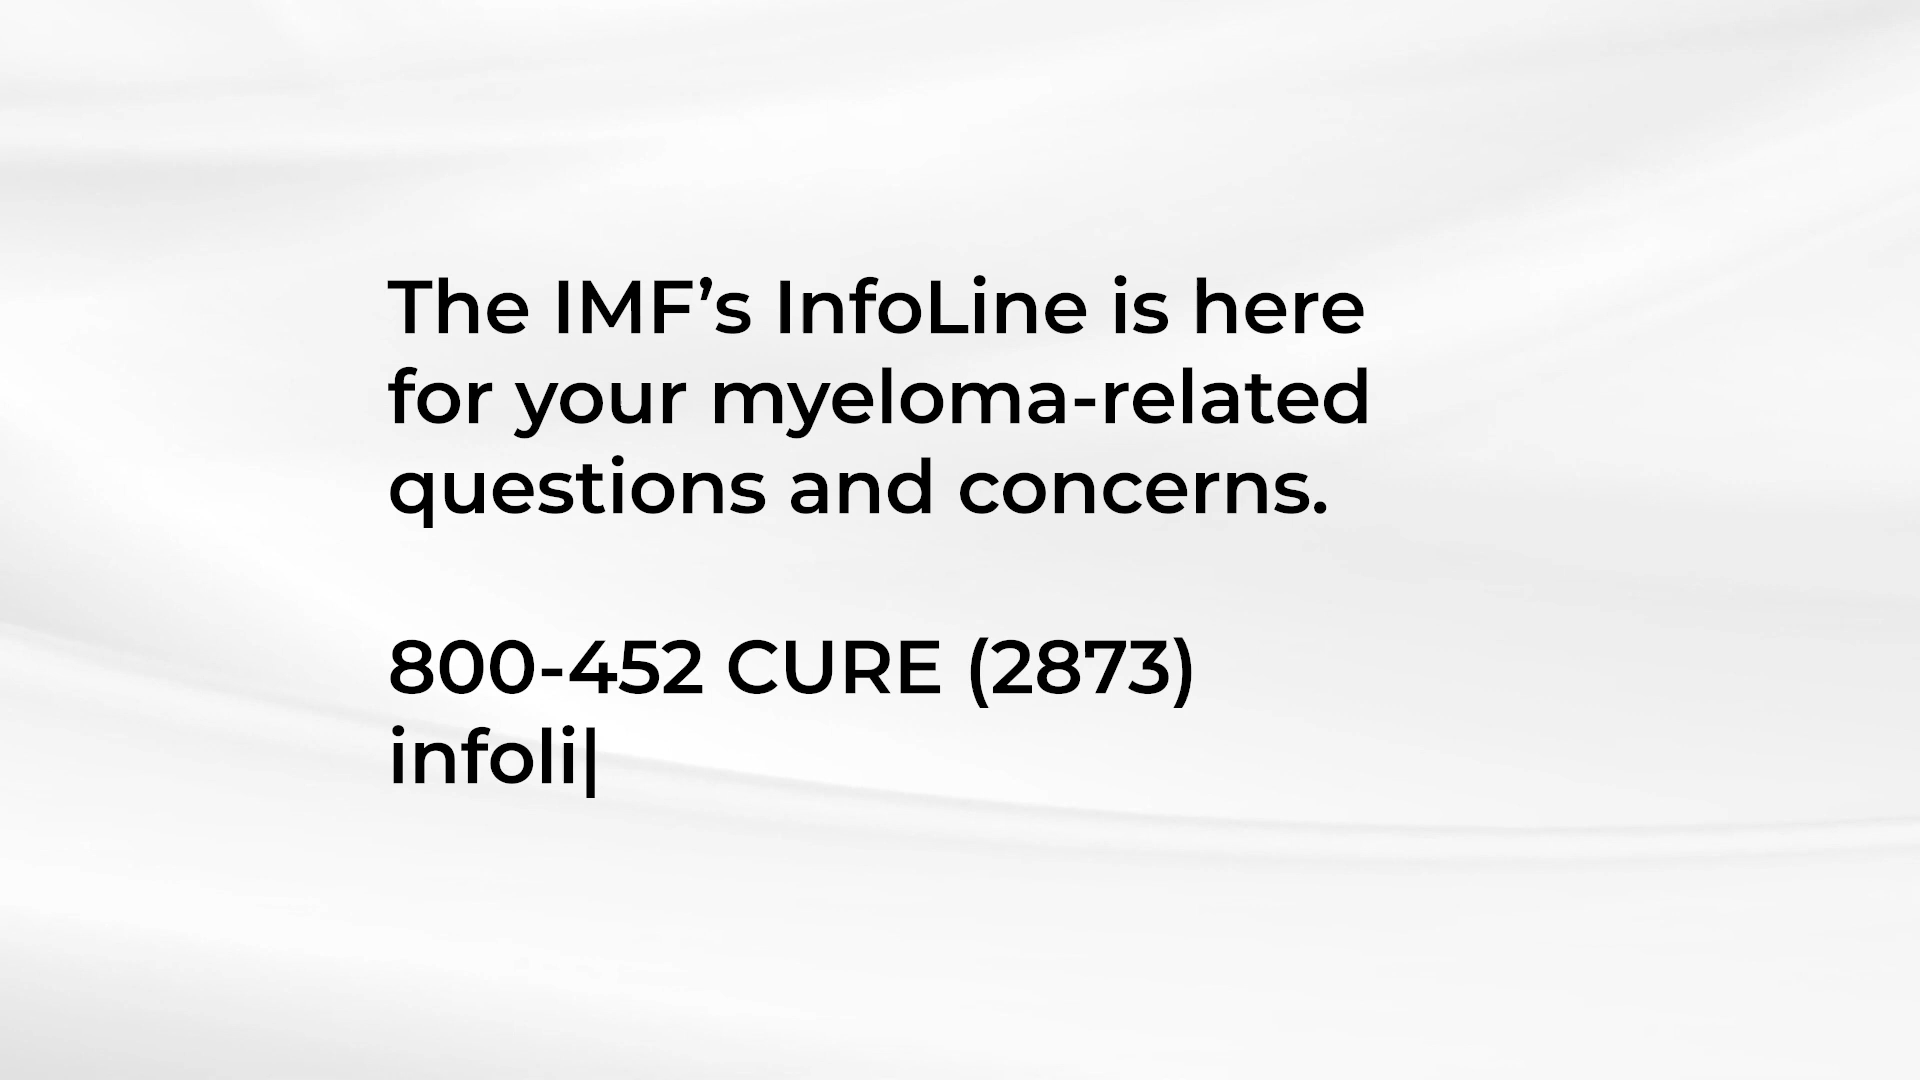 The IMF’s InfoLine is here
for your myeloma-related
questions and concerns.
800-452 CURE (2873)
infoli|